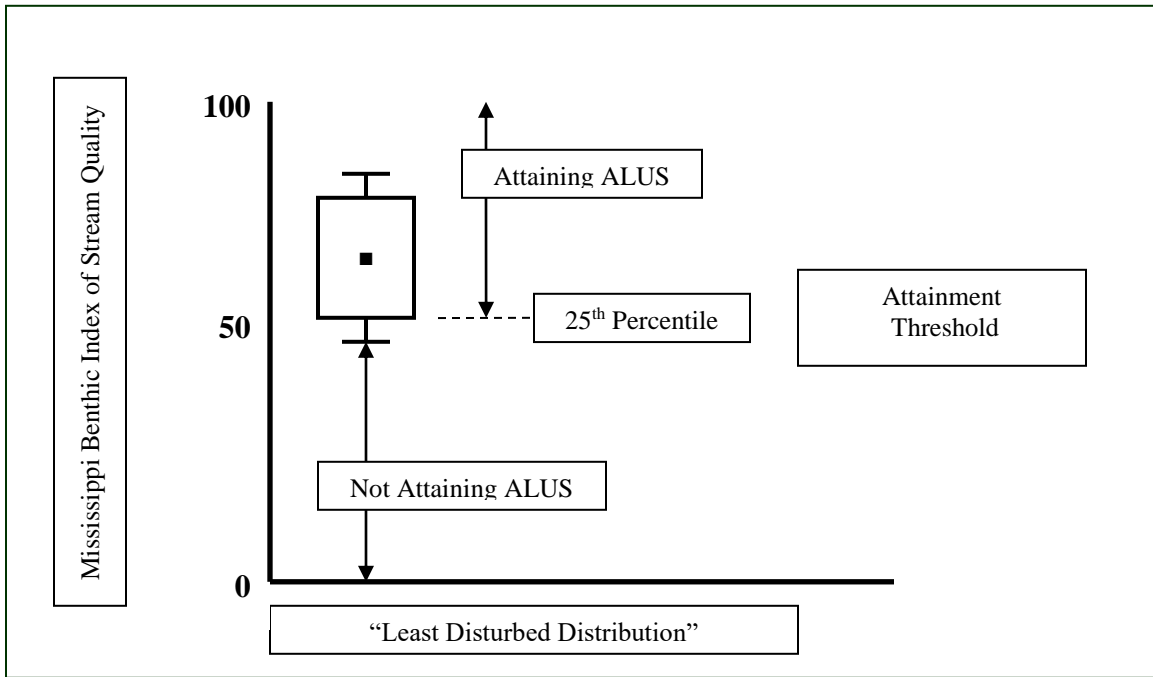 Mississippi Benthic Index of Stream Quality
100
Attaining ALUS
50
25th Percentile
Attainment
Threshold
Not Attaining ALUS
0
“Least Disturbed Distribution”